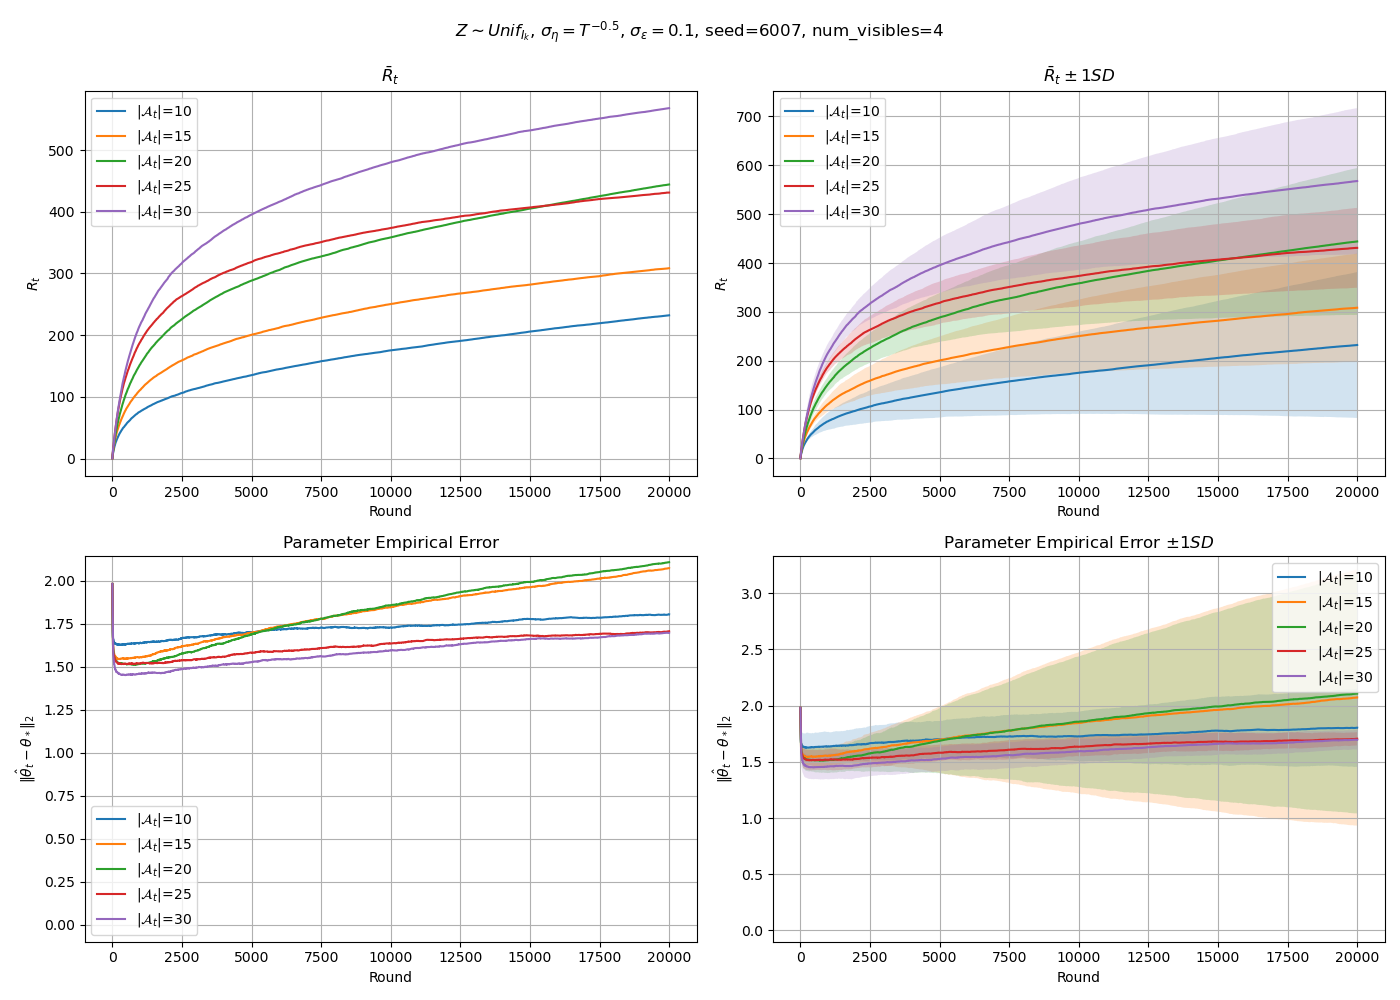 Z ∼ Unif_{I_k}, σ_η = T^{−0.5}, σ_ε = 0.1, seed=6007, num_visibles=4
R̄_t
R_t
500
400
300
200
100
0
|𝒜_t|=10
|𝒜_t|=15
|𝒜_t|=20
|𝒜_t|=25
|𝒜_t|=30
0 2500 5000 7500 10000 12500 15000 17500 20000
Round
R̄_t ± 1SD
R_t
700
600
500
400
300
200
100
0
|𝒜_t|=10
|𝒜_t|=15
|𝒜_t|=20
|𝒜_t|=25
|𝒜_t|=30
0 2500 5000 7500 10000 12500 15000 17500 20000
Round
Parameter Empirical Error
‖θ̂_t − θ_*‖_2
2.00
1.75
1.50
1.25
1.00
0.75
0.50
0.25
0.00
|𝒜_t|=10
|𝒜_t|=15
|𝒜_t|=20
|𝒜_t|=25
|𝒜_t|=30
0 2500 5000 7500 10000 12500 15000 17500 20000
Round
Parameter Empirical Error ±1SD
‖θ̂_t − θ_*‖_2
3.0
2.5
2.0
1.5
1.0
0.5
0.0
|𝒜_t|=10
|𝒜_t|=15
|𝒜_t|=20
|𝒜_t|=25
|𝒜_t|=30
0 2500 5000 7500 10000 12500 15000 17500 20000
Round